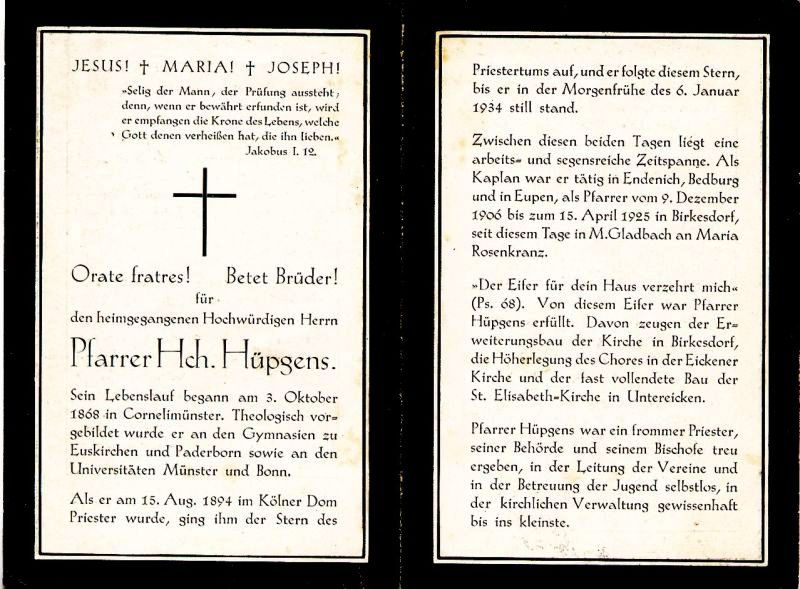 JESUS! † MARIA! † JOSEPH!
»Selig der Mann, der Prüfung aussteht;
denn, wenn er bewährt erfunden ist, wird
er empfangen die Krone des Lebens, welche
Gott denen verheißen hat, die ihn lieben.«
Jakobus I. 12.
Orate fratres! Betet Brüder!
für
den heimgegangenen Hochwürdigen Herrn
Pfarrer Hch. Hüpgens.
Sein Lebenslauf begann am 3. Oktober
1868 in Cornelimünster. Theologisch vor=
gebildet wurde er an den Gymnasien zu
Euskirchen und Paderborn sowie an den
Universitäten Münster und Bonn.
Als er am 15. Aug. 1894 im Kölner Dom
Priester wurde, ging ihm der Stern des
Priestertums auf, und er folgte diesem Stern,
bis er in der Morgenfrühe des 6. Januar
1934 still stand.
Zwischen diesen beiden Tagen liegt eine
arbeits= und segensreiche Zeitspanne. Als
Kaplan war er tätig in Endenich, Bedburg
und in Eupen, als Pfarrer vom 9. Dezember
1906 bis zum 15. April 1925 in Birkesdorf,
seit diesem Tage in M.Gladbach an Maria
Rosenkranz.
»Der Eifer für dein Haus verzehrt mich«
(Ps. 68). Von diesem Eifer war Pfarrer
Hüpgens erfüllt. Davon zeugen der Er=
weiterungsbau der Kirche in Birkesdorf,
die Höherlegung des Chores in der Eickener
Kirche und der fast vollendete Bau der
St. Elisabeth=Kirche in Untereicken.
Pfarrer Hüpgens war ein frommer Priester,
seiner Behörde und seinem Bischofe treu
ergeben, in der Leitung der Vereine und
in der Betreuung der Jugend selbstlos, in
der kirchlichen Verwaltung gewissenhaft
bis ins kleinste.